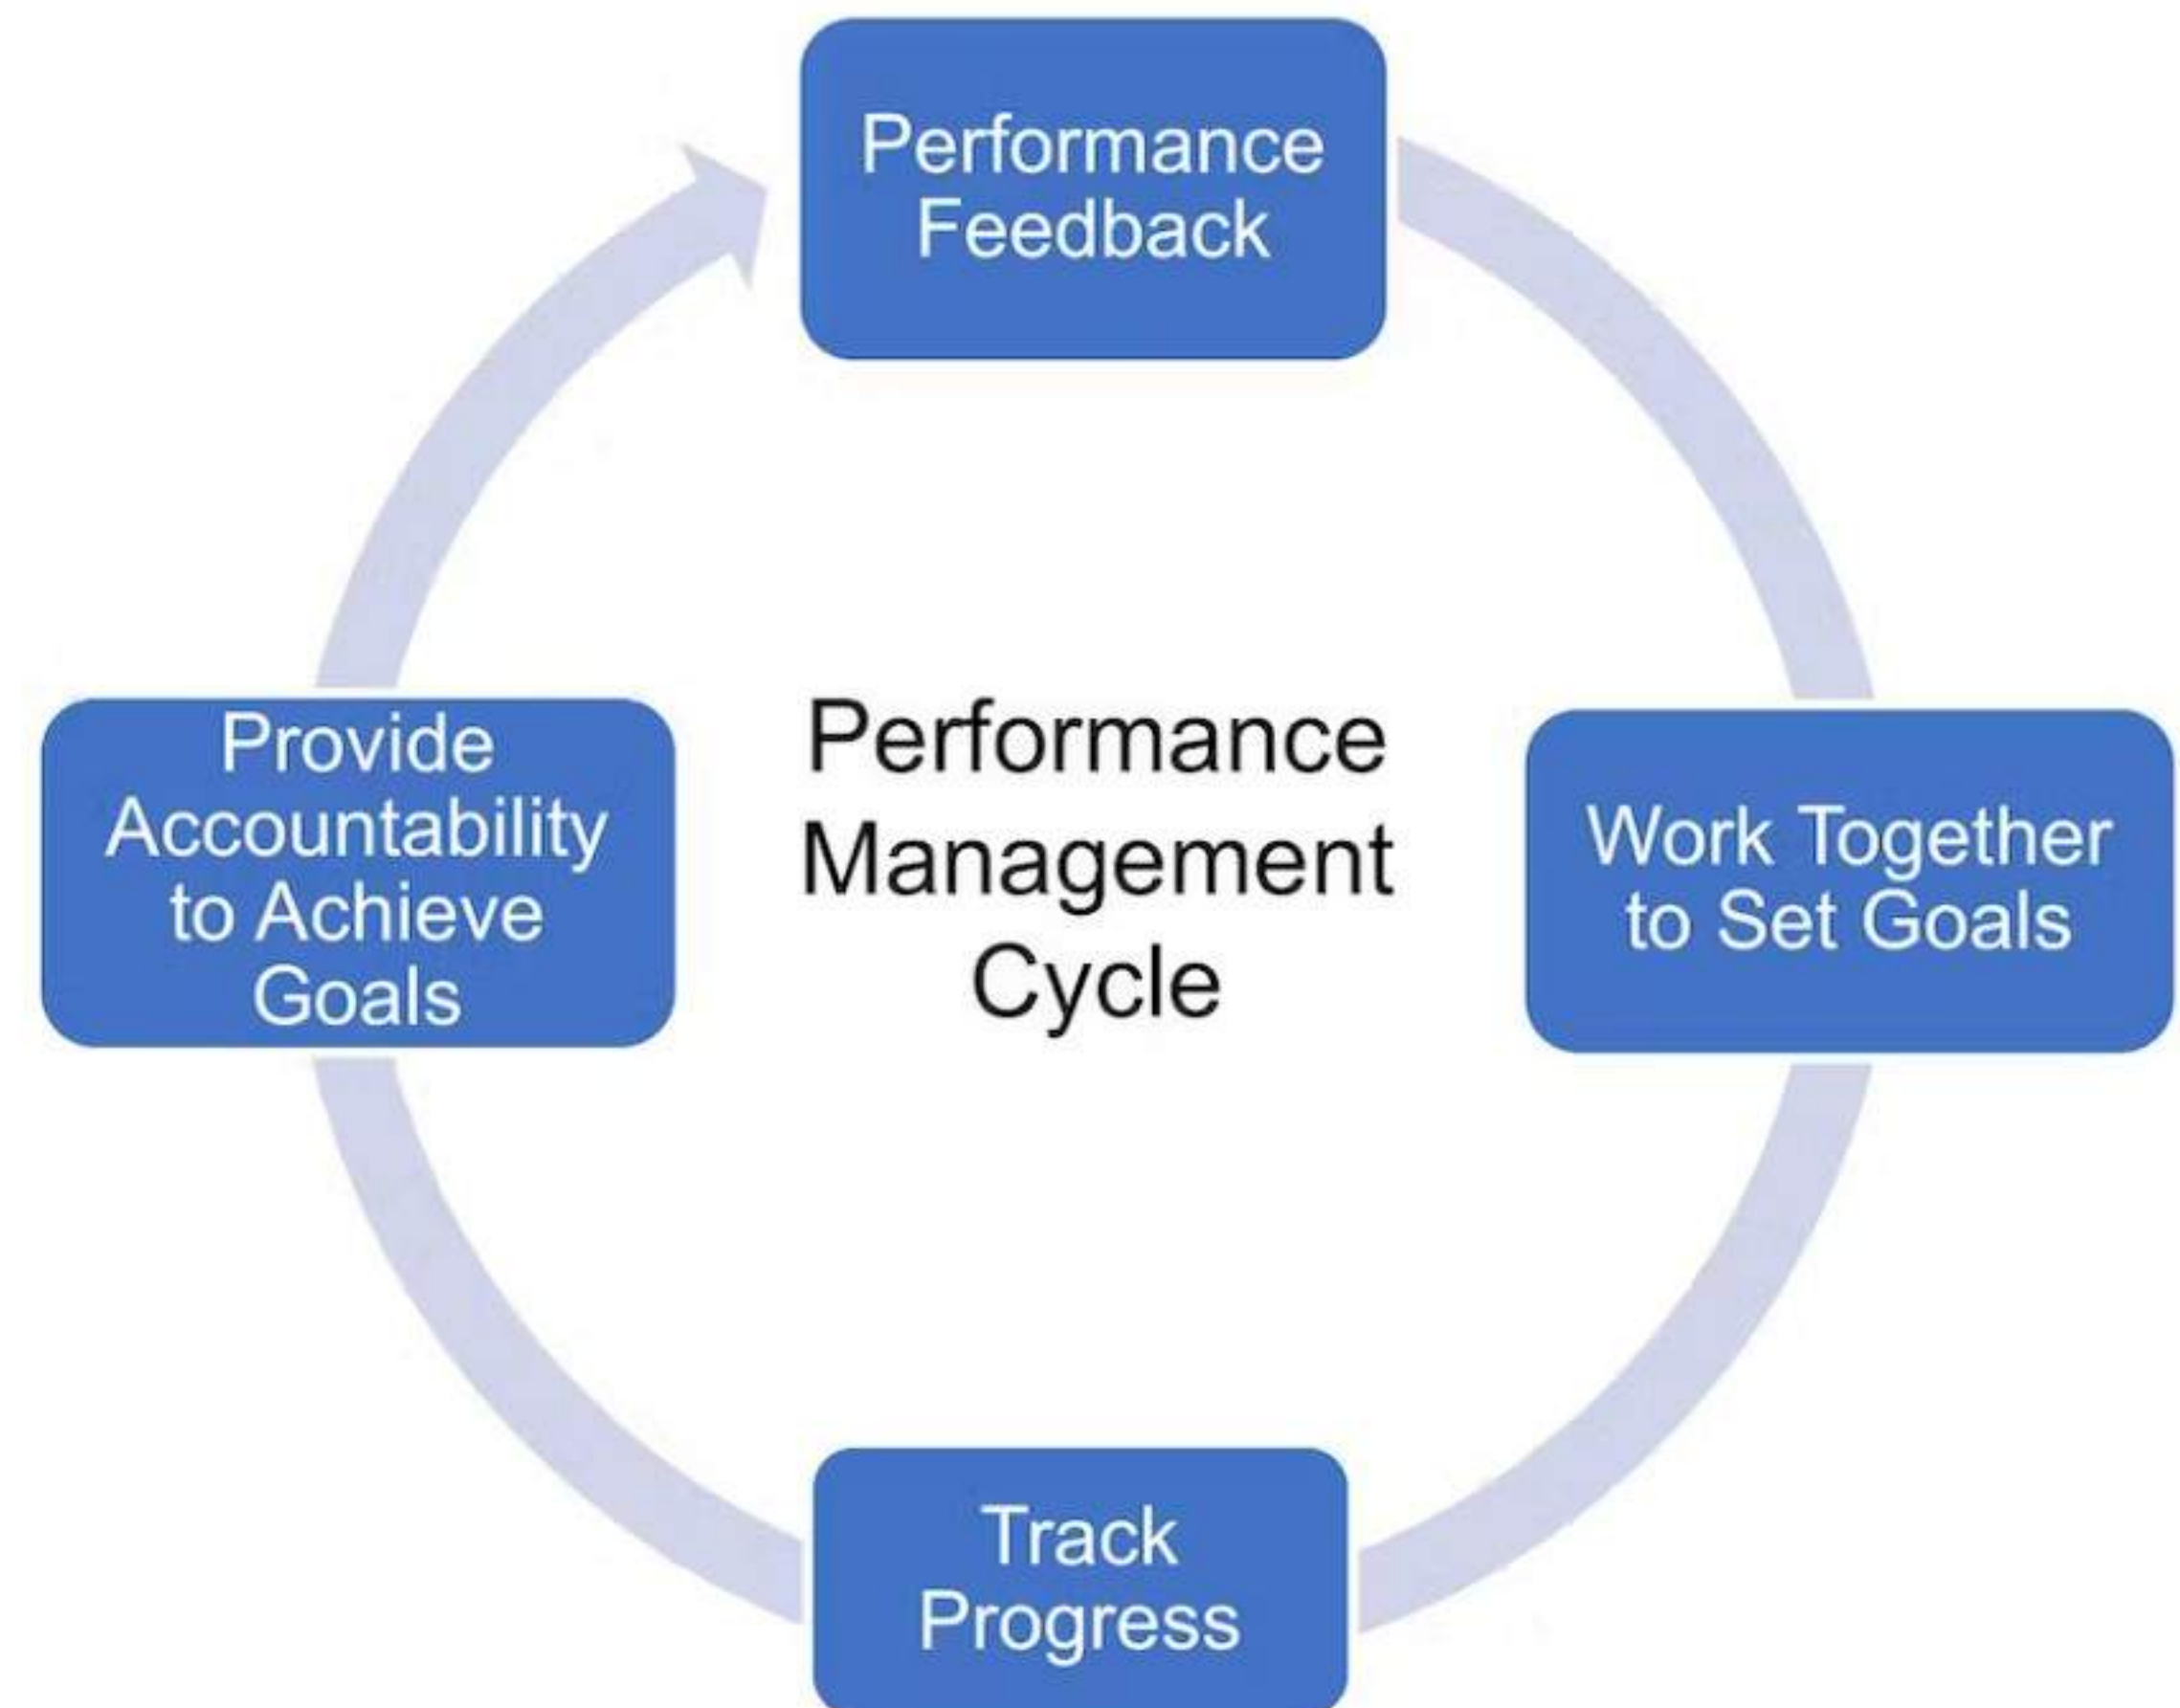 Performance
Feedback
Work Together
to Set Goals
Track
Progress
Provide
Accountability
to Achieve
Goals
Performance
Management
Cycle